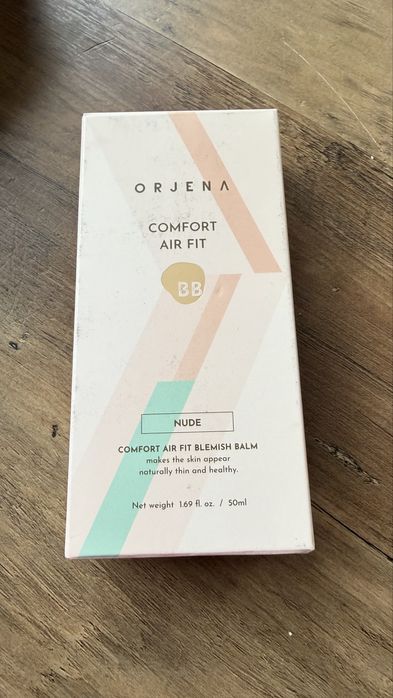 ORJENA
COMFORT
AIR FIT
BB
NUDE
COMFORT AIR FIT BLEMISH BALM
makes the skin appear
naturally thin and healthy.
Net weight 1.69 fl. oz. / 50ml